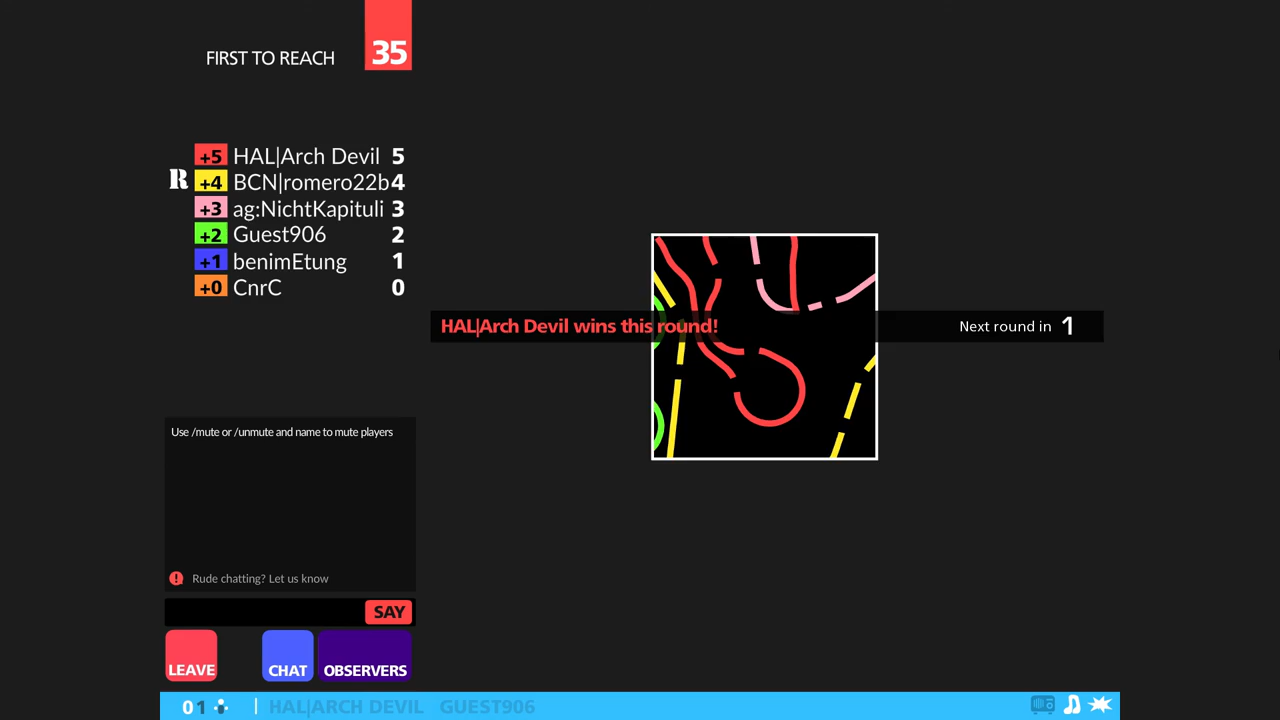 FIRST TO REACH 35
+5 HAL|Arch Devil 5
R +4 BCN|romero22b 4
+3 ag:NichtKapituli 3
+2 Guest906 2
+1 benimEtung 1
+0 CnrC 0
HAL|Arch Devil wins this round! Next round in 1
Use /mute or /unmute and name to mute players
! Rude chatting? Let us know
SAY
LEAVE CHAT OBSERVERS
01 HAL|ARCH DEVIL GUEST906